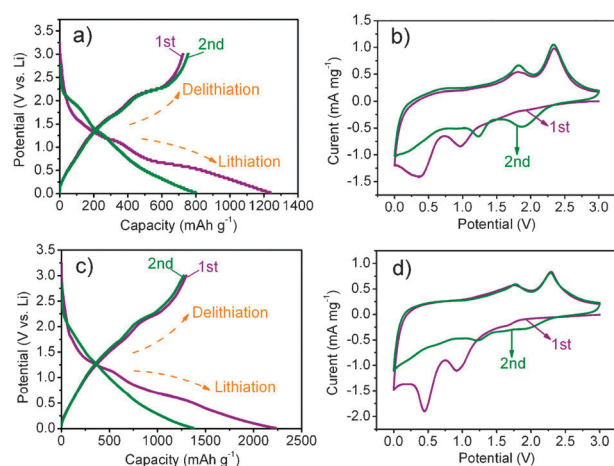 a)
1st
2nd
Delithiation
Lithiation
Potential (V vs. Li)
3.5
3.0
2.5
2.0
1.5
1.0
0.5
0.0
0 200 400 600 800 1000 1200 1400
Capacity (mAh g⁻¹)
b)
1st
2nd
Curent (mA mg⁻¹)
1.5
1.0
0.5
0.0
-0.5
-1.0
-1.5
0.0 0.5 1.0 1.5 2.0 2.5 3.0
Potential (V)
c)
2nd
1st
Delithiation
Lithiation
Potential (V vs. Li)
3.5
3.0
2.5
2.0
1.5
1.0
0.5
0.0
0 500 1000 1500 2000 2500
Capacity (mAh g⁻¹)
d)
1st
2nd
Curent (mA mg⁻¹)
1.0
0.5
0.0
-0.5
-1.0
-1.5
-2.0
0.0 0.5 1.0 1.5 2.0 2.5 3.0
Potential (V)